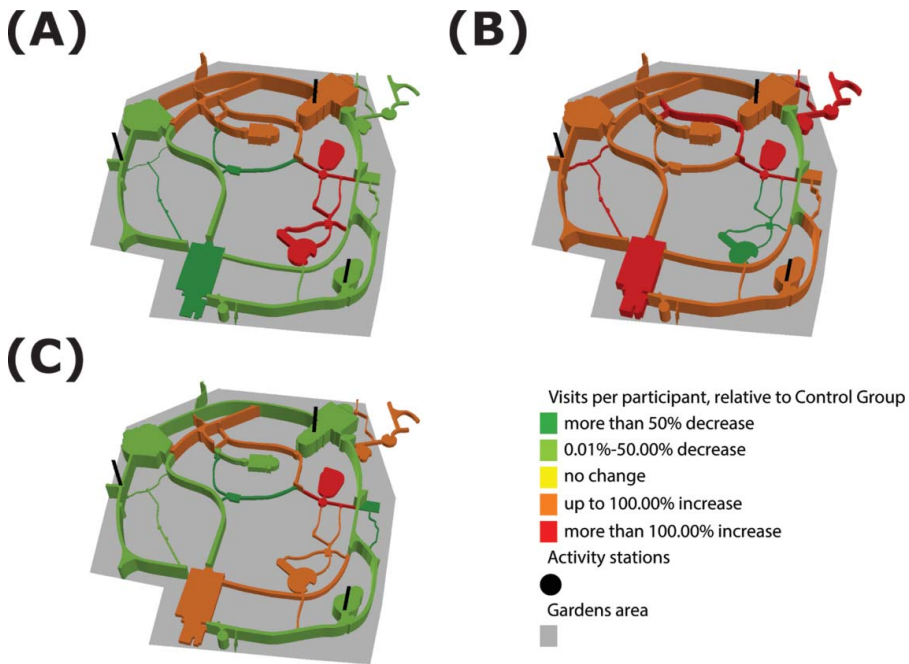 (A)
(B)
(C)
Visits per participant, relative to Control Group
more than 50% decrease
0.01%-50.00% decrease
no change
up to 100.00% increase
more than 100.00% increase
Activity stations
Gardens area